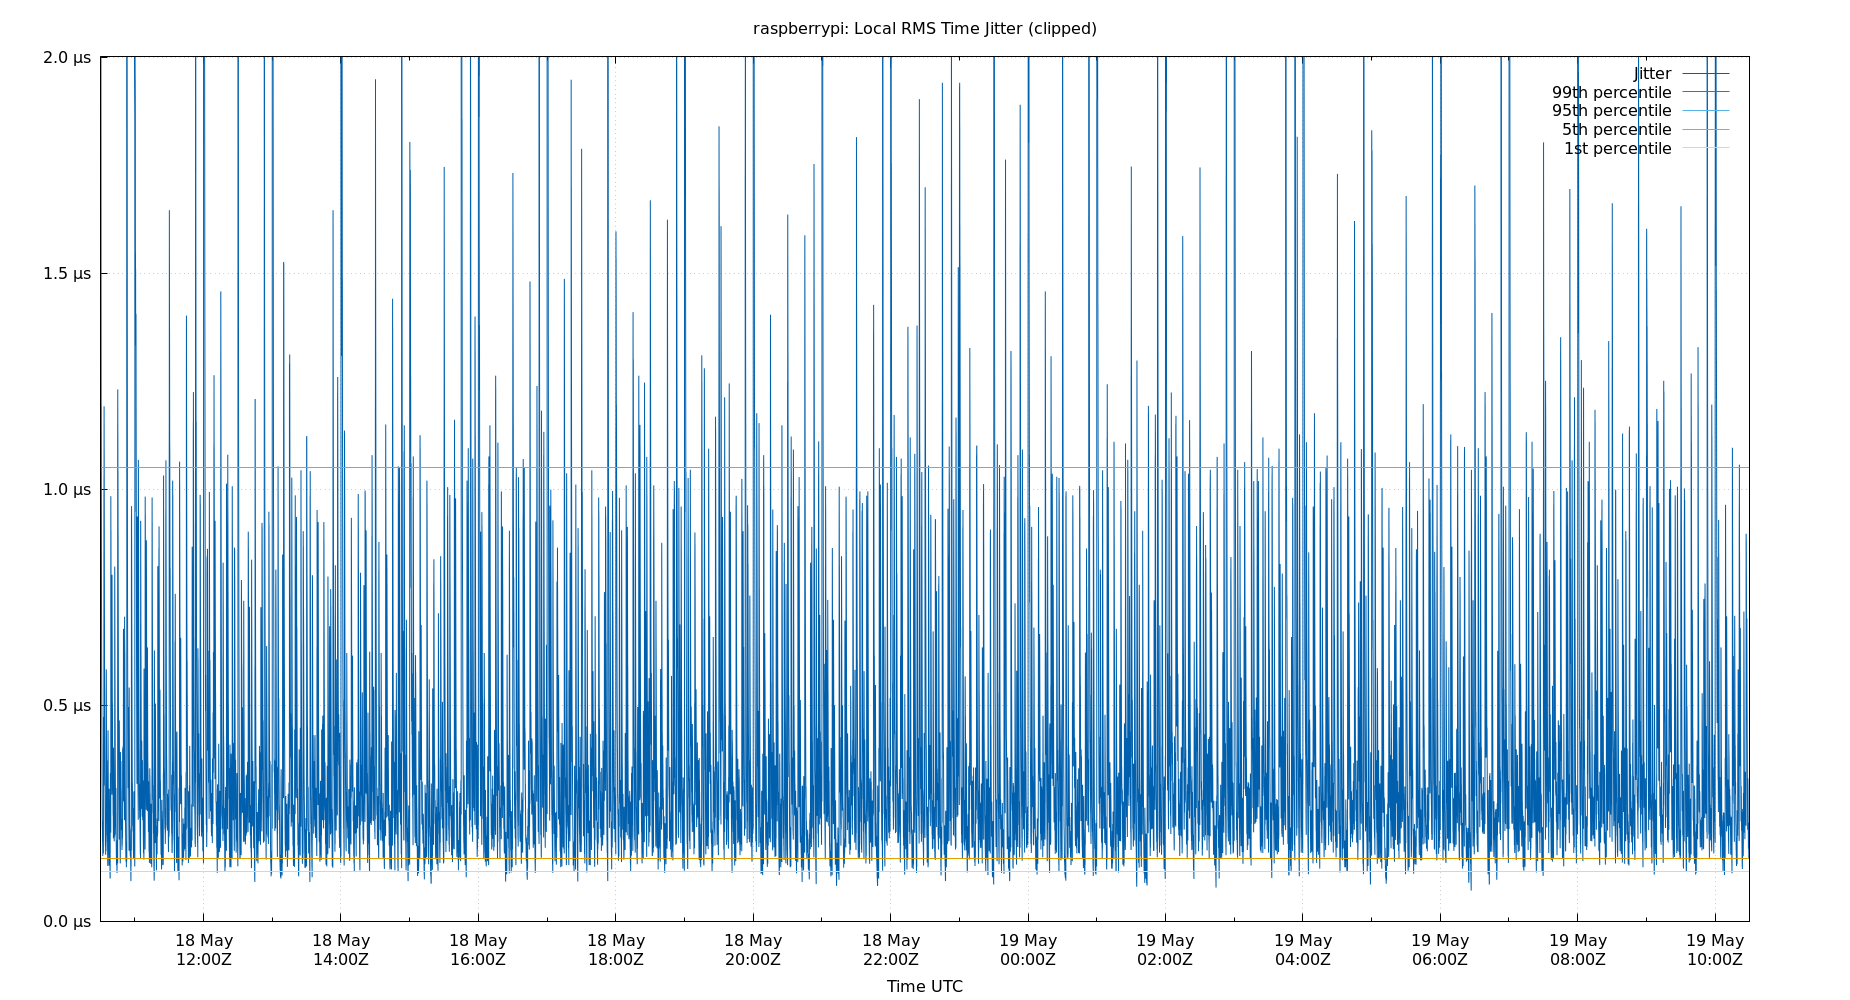 raspberrypi: Local RMS Time Jitter (clipped)
2.0 µs
1.5 µs
1.0 µs
0.5 µs
0.0 µs
Jitter
99th percentile
95th percentile
5th percentile
1st percentile
18 May 18 May 18 May 18 May 18 May 18 May 19 May 19 May 19 May 19 May 19 May 19 May
12:00Z 14:00Z 16:00Z 18:00Z 20:00Z 22:00Z 00:00Z 02:00Z 04:00Z 06:00Z 08:00Z 10:00Z
Time UTC